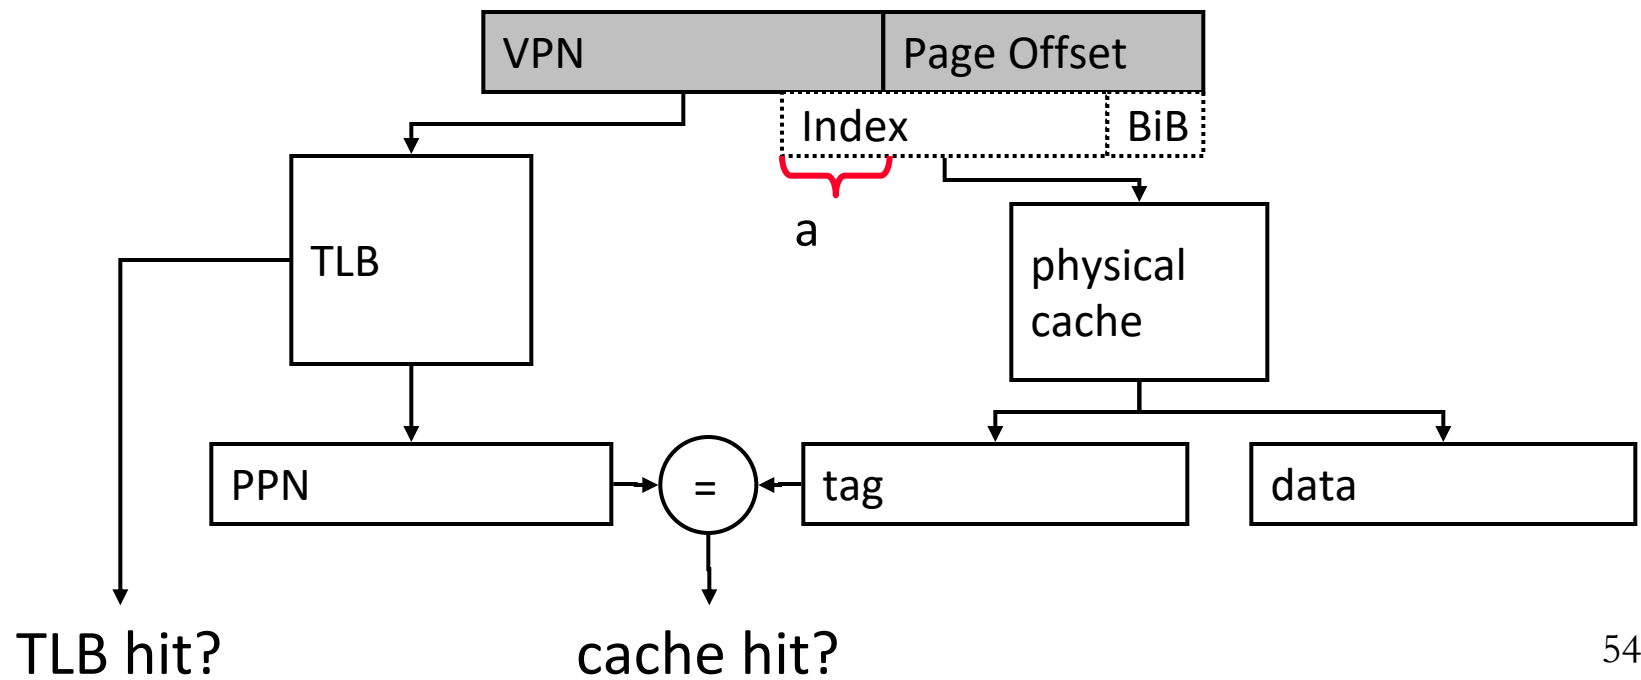 VPN
Page Offset
Index
BiB
a
TLB
physical
cache
PPN
=
tag
data
TLB hit?
cache hit?
54